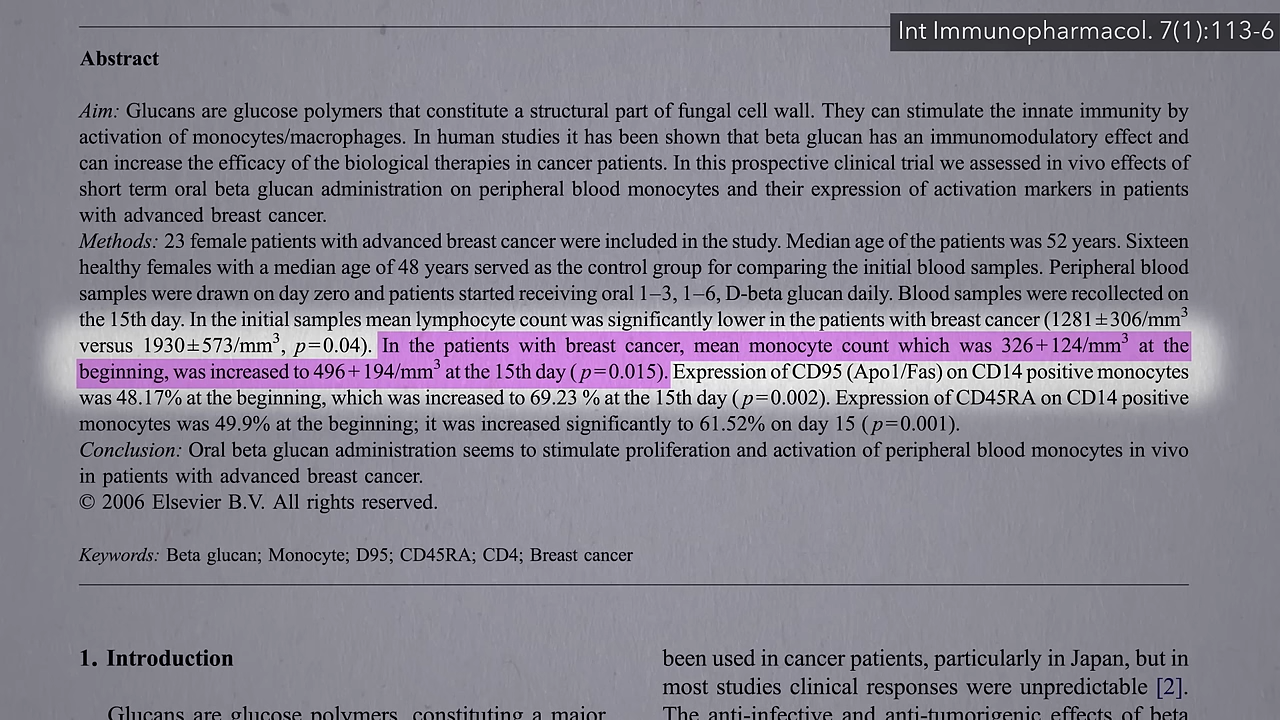 Int Immunopharmacol. 7(1):113-6
Abstract
Aim: Glucans are glucose polymers that constitute a structural part of fungal cell wall. They can stimulate the innate immunity by
activation of monocytes/macrophages. In human studies it has been shown that beta glucan has an immunomodulatory effect and
can increase the efficacy of the biological therapies in cancer patients. In this prospective clinical trial we assessed in vivo effects of
short term oral beta glucan administration on peripheral blood monocytes and their expression of activation markers in patients
with advanced breast cancer.
Methods: 23 female patients with advanced breast cancer were included in the study. Median age of the patients was 52 years. Sixteen
healthy females with a median age of 48 years served as the control group for comparing the initial blood samples. Peripheral blood
samples were drawn on day zero and patients started receiving oral 1–3, 1–6, D-beta glucan daily. Blood samples were recollected on
the 15th day. In the initial samples mean lymphocyte count was significantly lower in the patients with breast cancer (1281±306/mm³
versus 1930±573/mm³, p=0.04). In the patients with breast cancer, mean monocyte count which was 326+124/mm³ at the
beginning, was increased to 496+194/mm³ at the 15th day (p=0.015). Expression of CD95 (Apo1/Fas) on CD14 positive monocytes
was 48.17% at the beginning, which was increased to 69.23 % at the 15th day (p=0.002). Expression of CD45RA on CD14 positive
monocytes was 49.9% at the beginning; it was increased significantly to 61.52% on day 15 (p=0.001).
Conclusion: Oral beta glucan administration seems to stimulate proliferation and activation of peripheral blood monocytes in vivo
in patients with advanced breast cancer.
© 2006 Elsevier B.V. All rights reserved.
Keywords: Beta glucan; Monocyte; D95; CD45RA; CD4; Breast cancer
1. Introduction
Glucans are glucose polymers, constituting a major
been used in cancer patients, particularly in Japan, but in
most studies clinical responses were unpredictable [2].
The anti-infective and anti-tumorigenic effects of beta